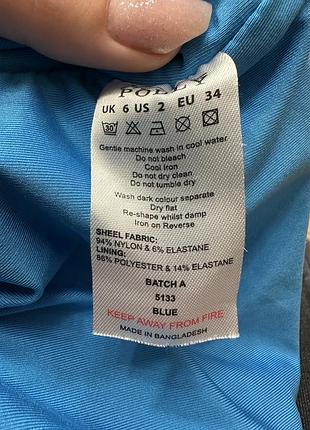 POLLY
UK 6 US 2 EU 34
30
Gentle machine wash in cool water
Do not bleach
Cool iron
Do not dry clean
Do not tumble dry
Wash dark colour separate
Dry flat
Re-shape whilst damp
Iron on Reverse
SHEEL FABRIC:
94% NYLON & 6% ELASTANE
LINING:
86% POLYESTER & 14% ELASTANE
BATCH A
5133
BLUE
KEEP AWAY FROM FIRE
MADE IN BANGLADESH